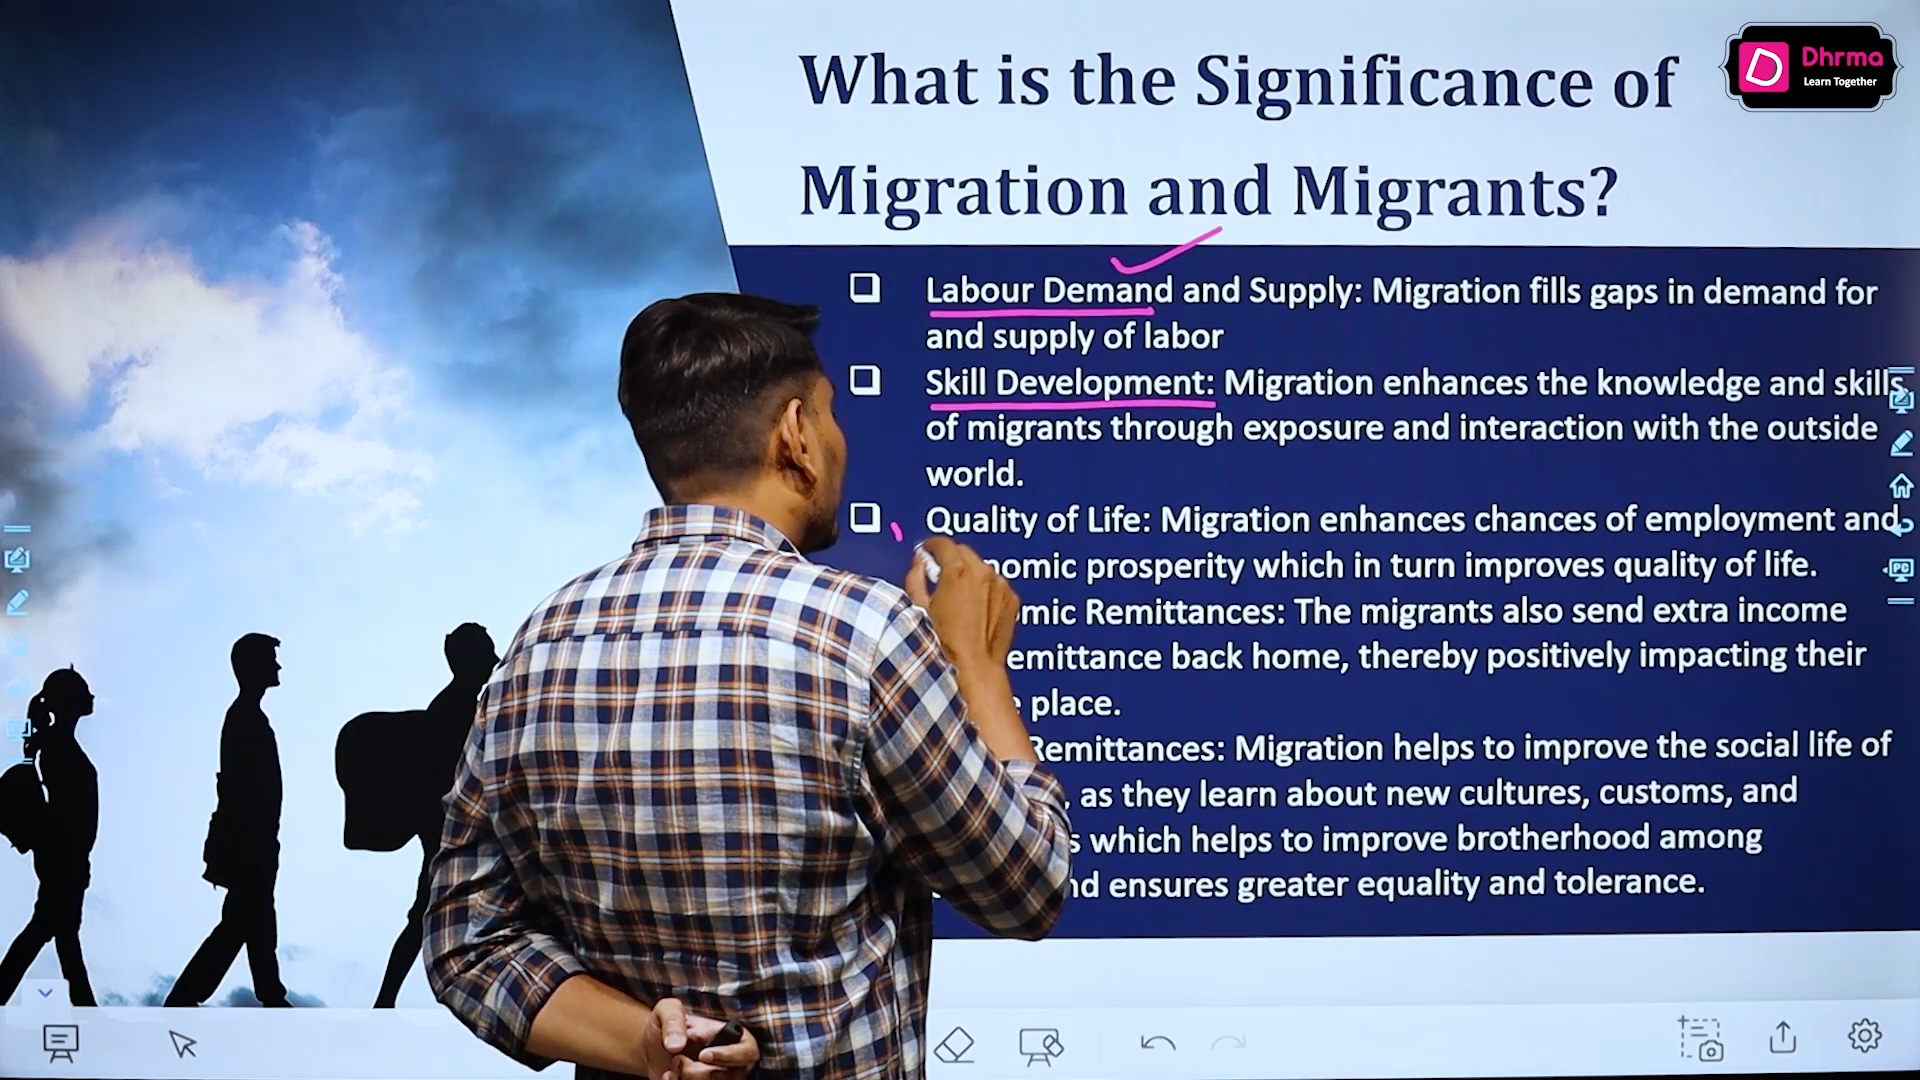 What is the Significance of
Migration and Migrants?
Dhrma
Learn Together
Labour Demand and Supply: Migration fills gaps in demand for
and supply of labor
Skill Development: Migration enhances the knowledge and skills
of migrants through exposure and interaction with the outside
world.
Quality of Life: Migration enhances chances of employment and
prosperity which in turn improves quality of life.
Remittances: The migrants also send extra income
back home, thereby positively impacting their
place.
Remittances: Migration helps to improve the social life of
, as they learn about new cultures, customs, and
which helps to improve brotherhood among
ensures greater equality and tolerance.
PC